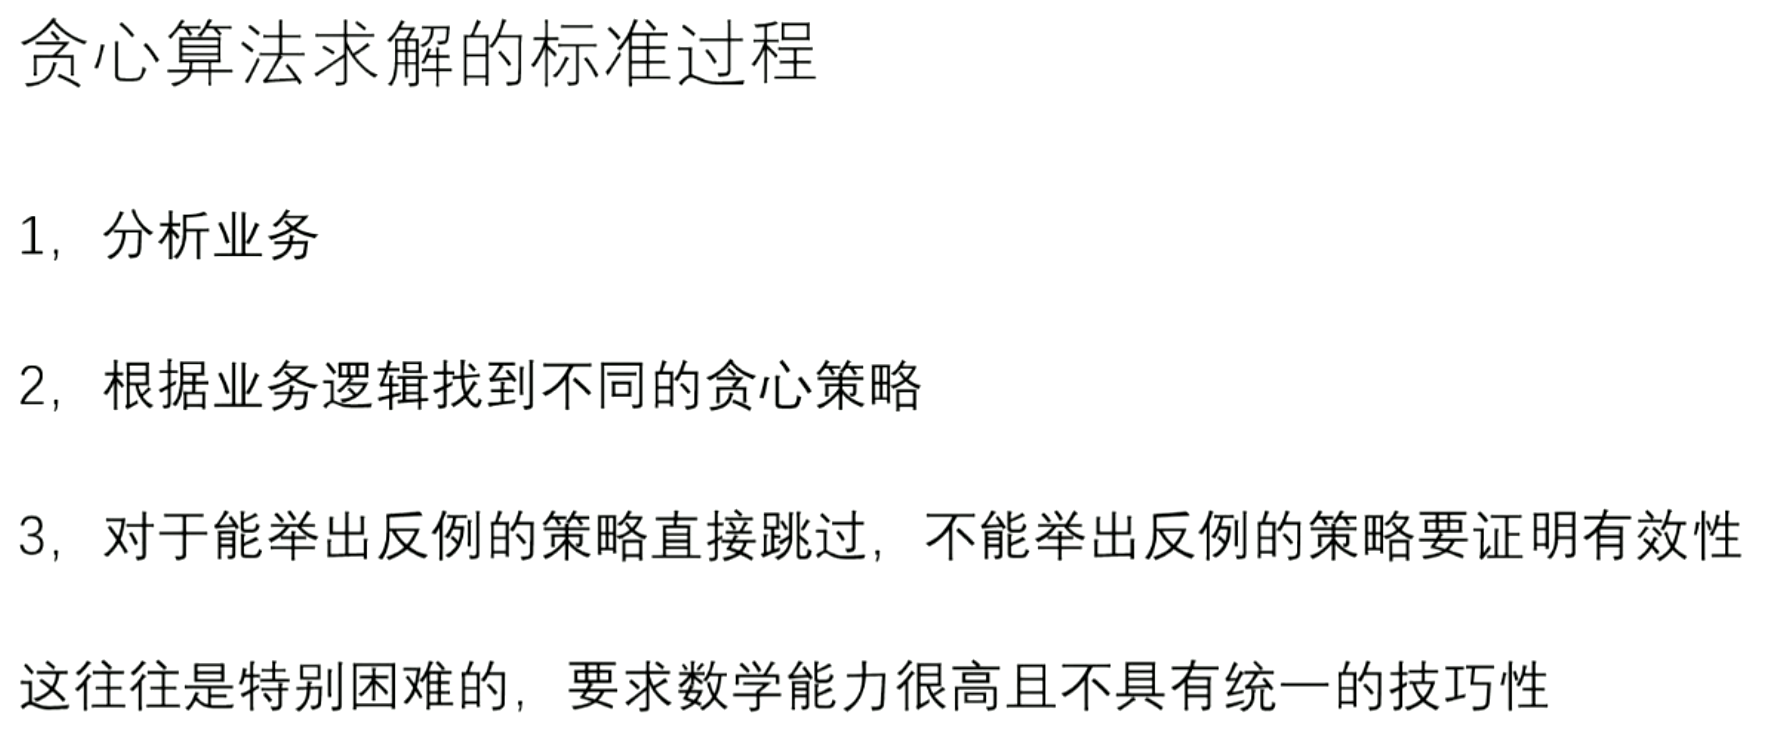 贪心算法求解的标准过程
1，分析业务
2，根据业务逻辑找到不同的贪心策略
3，对于能举出反例的策略直接跳过，不能举出反例的策略要证明有效性
这往往是特别困难的，要求数学能力很高且不具有统一的技巧性